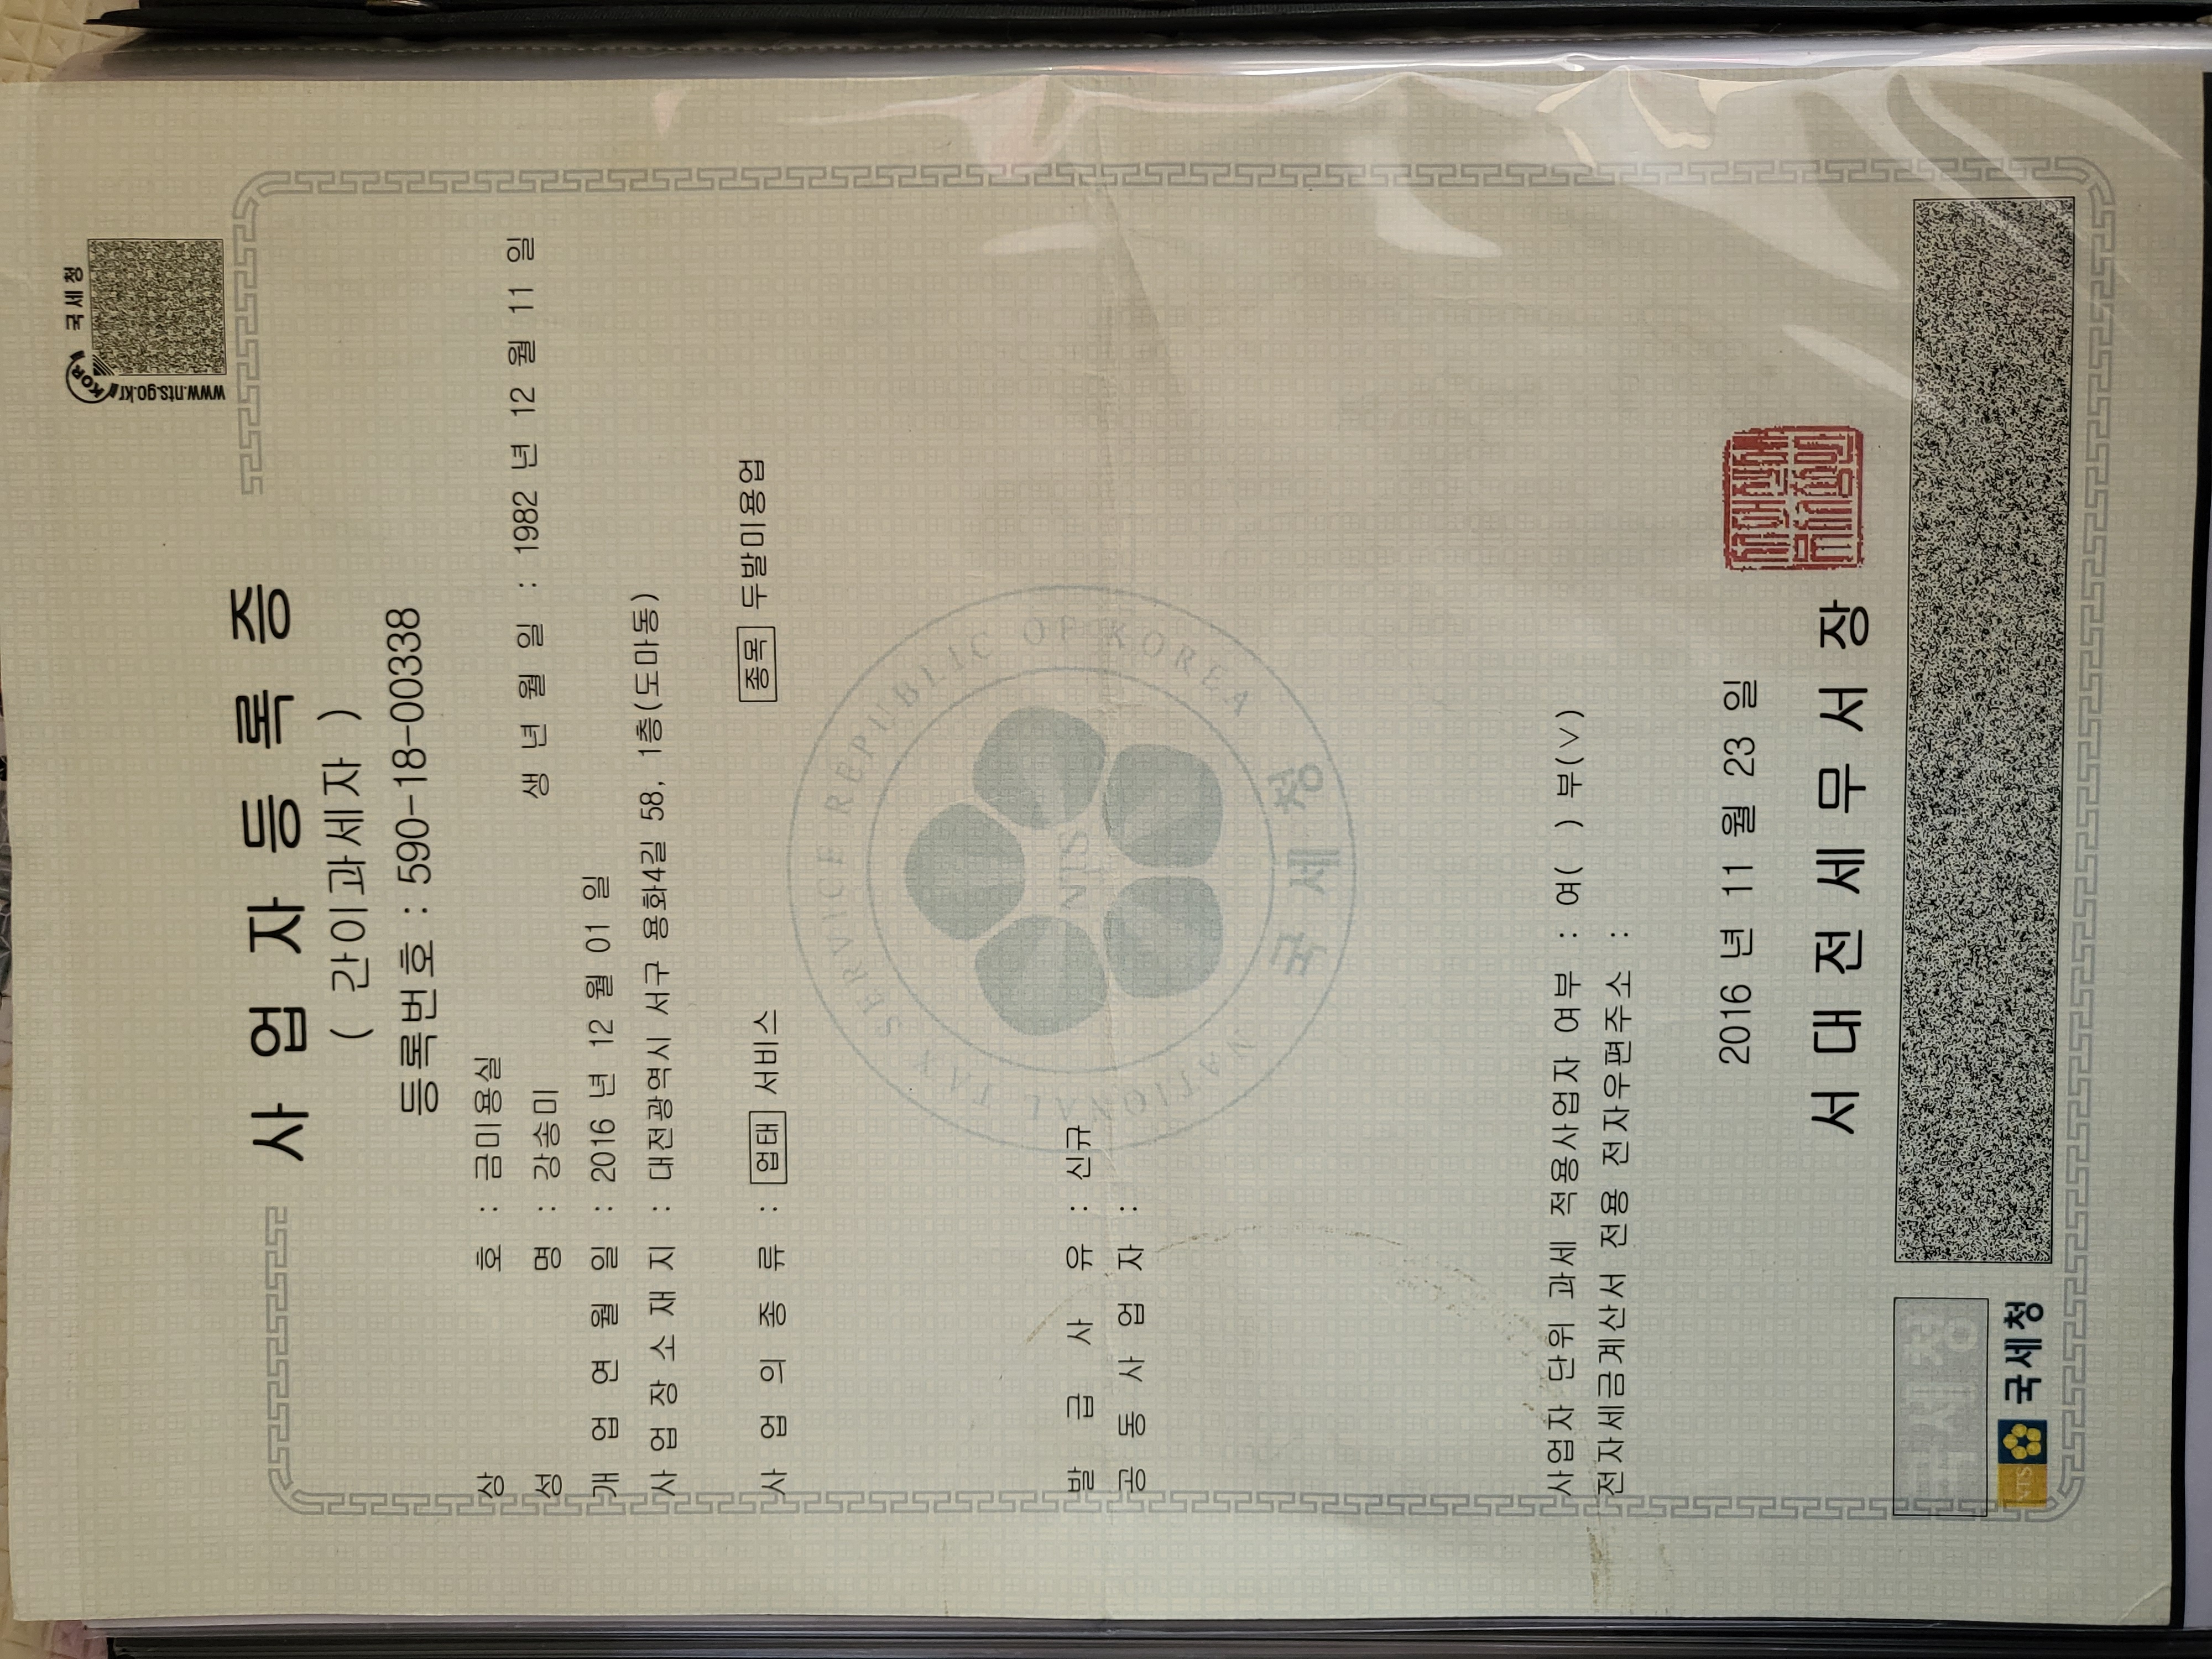 국세청
KOR
www.nts.go.kr
사업자등록증
( 간이과세자 )
등록번호 : 590-18-00338
상 호 : 금미용실
성 명 : 강송미 생 년 월 일 : 1982 년 12 월 11 일
개 업 연 월 일 : 2016 년 12 월 01 일
사 업 장 소 재 지 : 대전광역시 서구 용화4길 58, 1층(도마동)
사 업 의 종 류 : 업태 서비스 종목 두발미용업
NATIONAL TAX SERVICE REPUBLIC OF KOREA
NTS
국세청
발 급 사 유 : 신규
공 동 사 업 자 :
사업자 단위 과세 적용사업자 여부 : 여( ) 부(∨)
전자세금계산서 전용 전자우편주소 :
2016 년 11 월 23 일
서 대 전 세 무 서 장
국세청
NTS 국세청